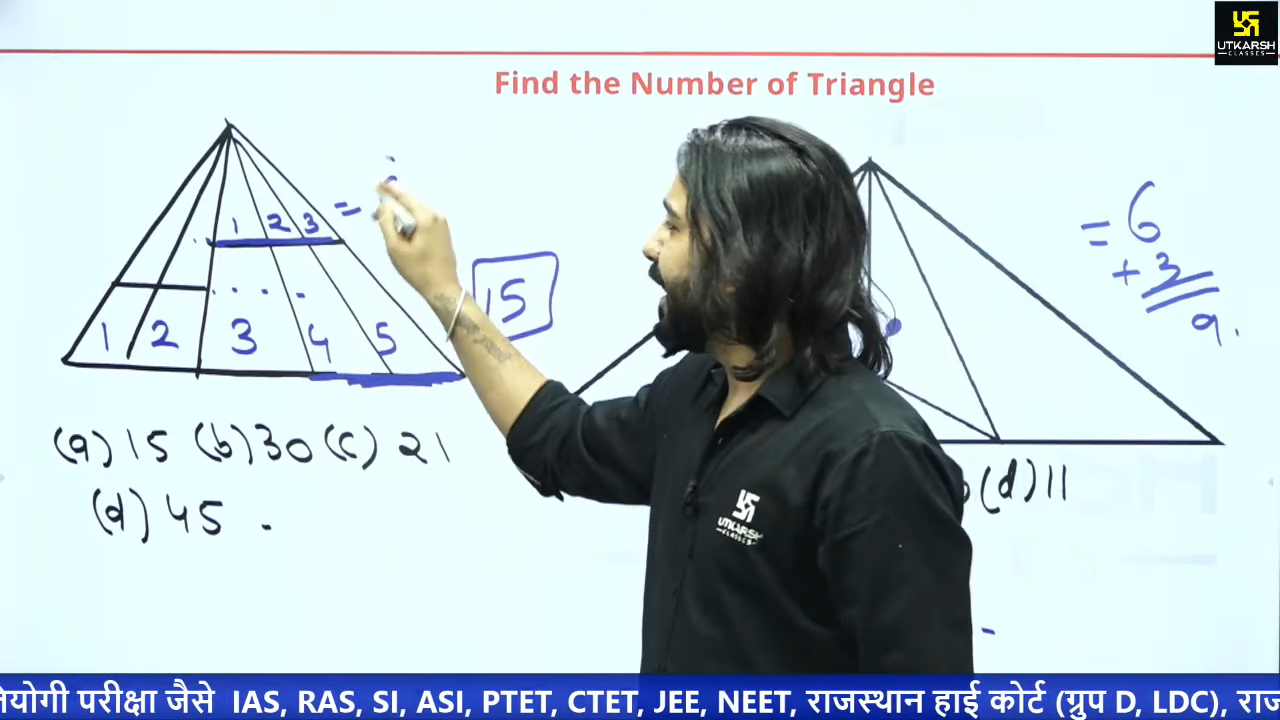 UTKARSH
CLASSES
Find the Number of Triangle
1 2 3 =
15
= 6
+ 3
9.
1 2 3 4 5
(a) 15 (b) 30 (c) 21
(d) 45
(d) 11
UTKARSH
CLASSES
परीक्षा जैसे IAS, RAS, SI, ASI, PTET, CTET, JEE, NEET, राजस्थान हाई कोर्ट (ग्रुप D, LDC),